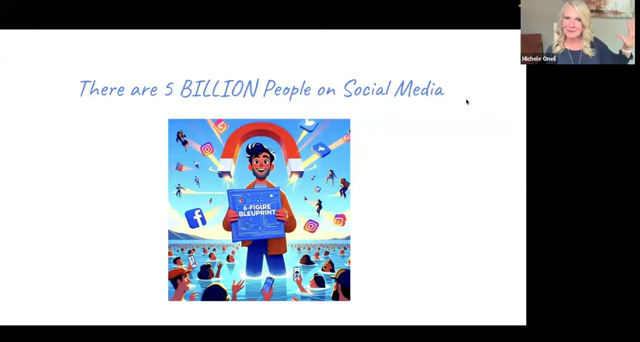 There are 5 BILLION People on Social Media
6-FIGURE
BLEUPRINT
Michele Oneil